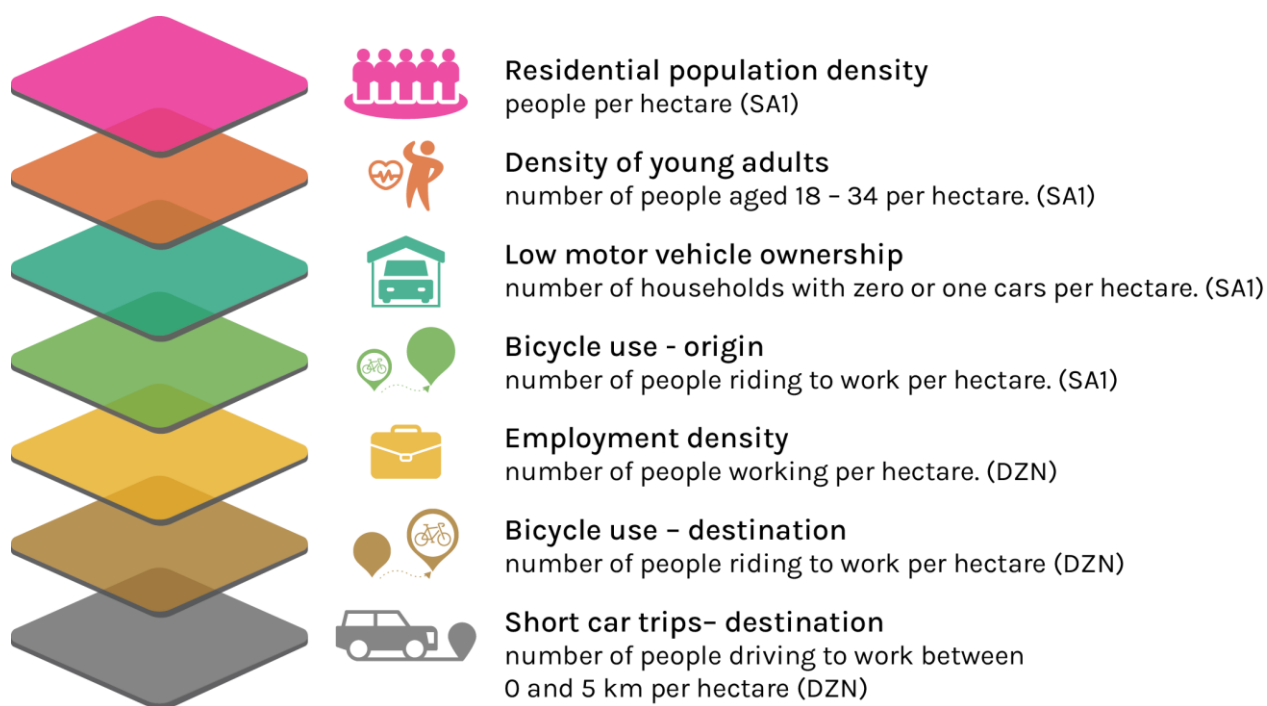 Residential population density
people per hectare (SA1)
Density of young adults
number of people aged 18 – 34 per hectare. (SA1)
Low motor vehicle ownership
number of households with zero or one cars per hectare. (SA1)
Bicycle use - origin
number of people riding to work per hectare. (SA1)
Employment density
number of people working per hectare. (DZN)
Bicycle use – destination
number of people riding to work per hectare (DZN)
Short car trips– destination
number of people driving to work between
0 and 5 km per hectare (DZN)